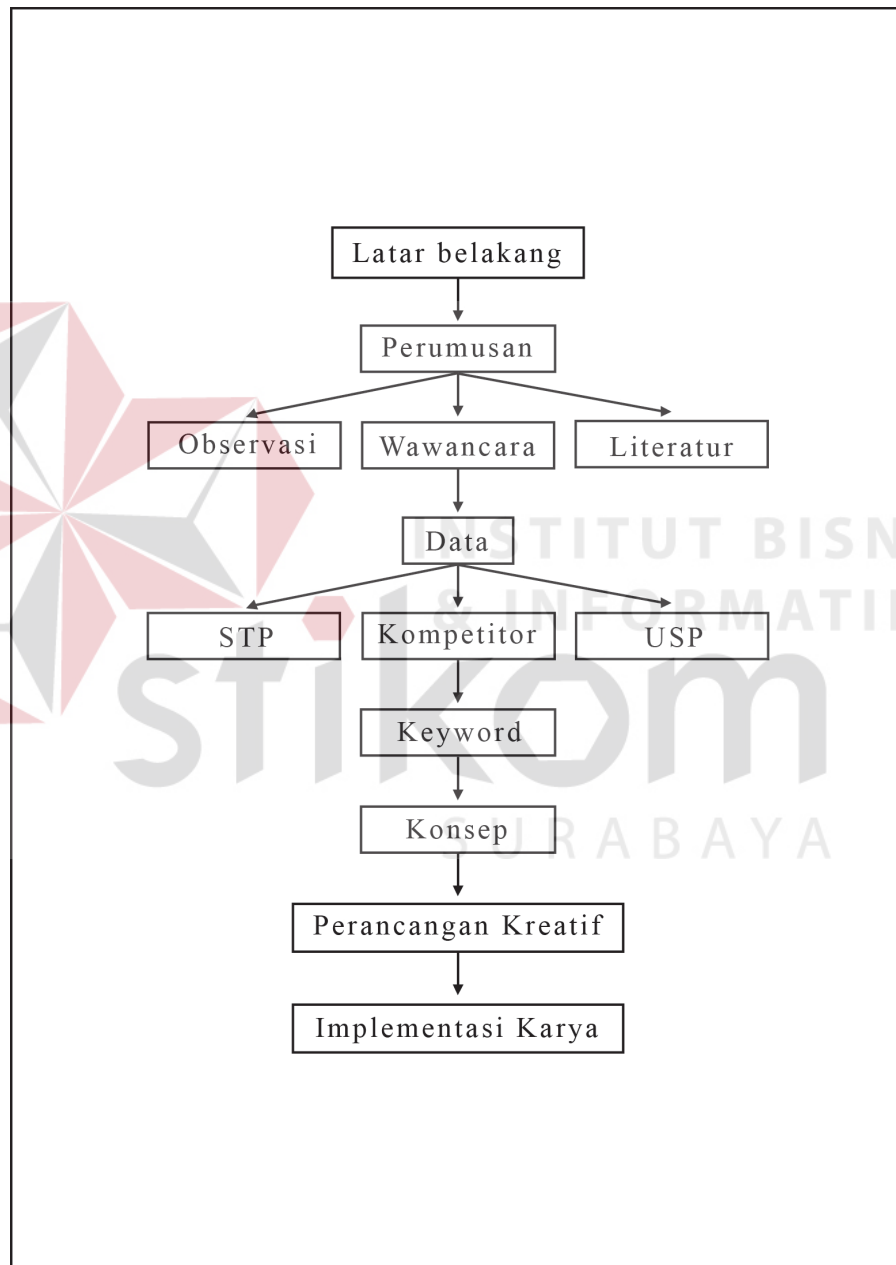 Latar belakang
Perumusan
Observasi Wawancara Literatur
Data
INSTITUT BISN
& INFORMATI
STP Kompetitor USP
stikom
Keyword
Konsep
SURABAYA
Perancangan Kreatif
Implementasi Karya